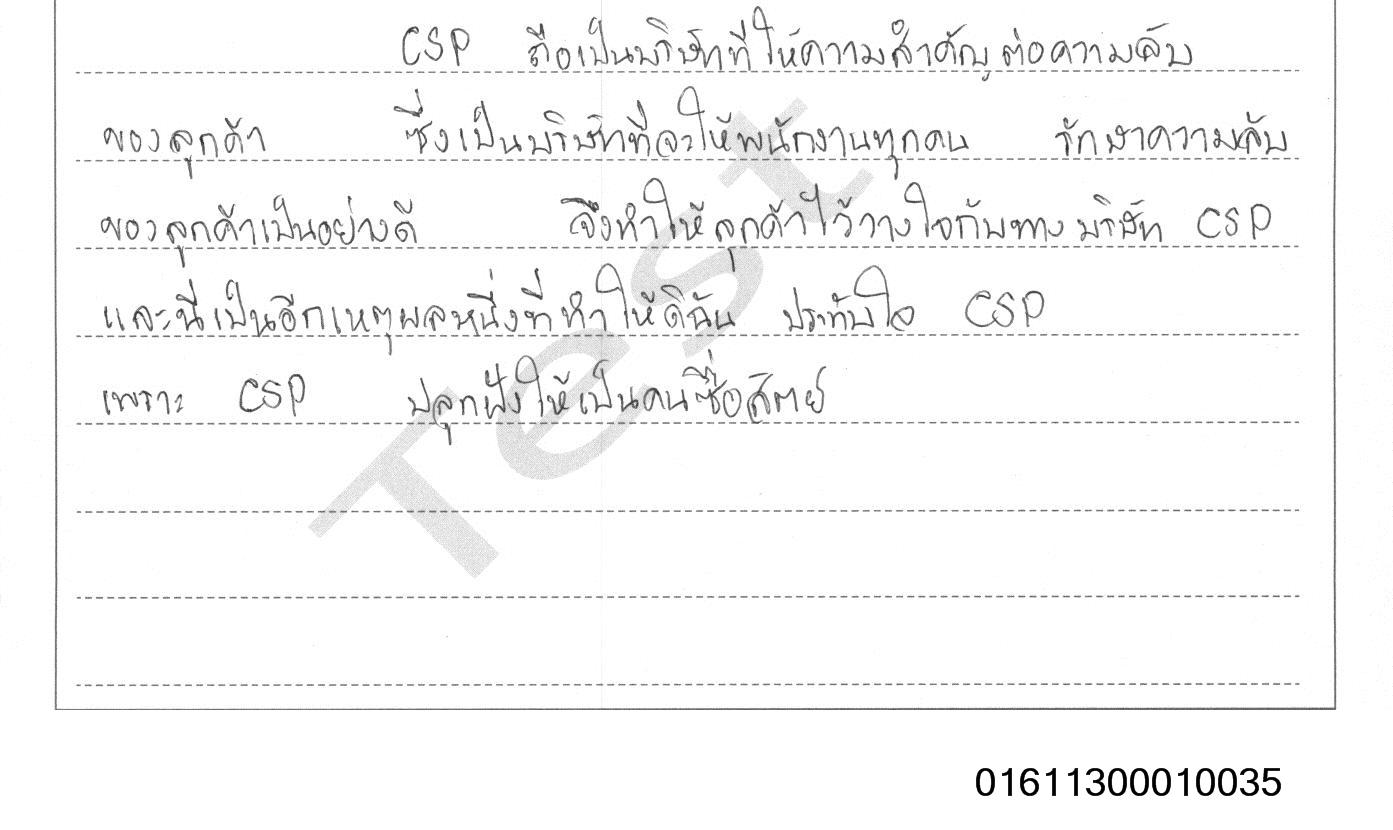 CSP ถือเป็นบริษัทที่ให้ความสำคัญต่อความลับ
ของลูกค้า ซึ่งเป็นบริษัทที่จะให้พนักงานทุกคน รักษาความลับ
ของลูกค้าเป็นอย่างดี จึงทำให้ลูกค้าไว้วางใจกับทางบริษัท CSP
และนี่เป็นอีกเหตุผลหนึ่งที่ทำให้ดิฉัน ประทับใจ CSP
เพราะ CSP ปลุกฝังให้เป็นคนซื่อสัตย์
Test
01611300010035